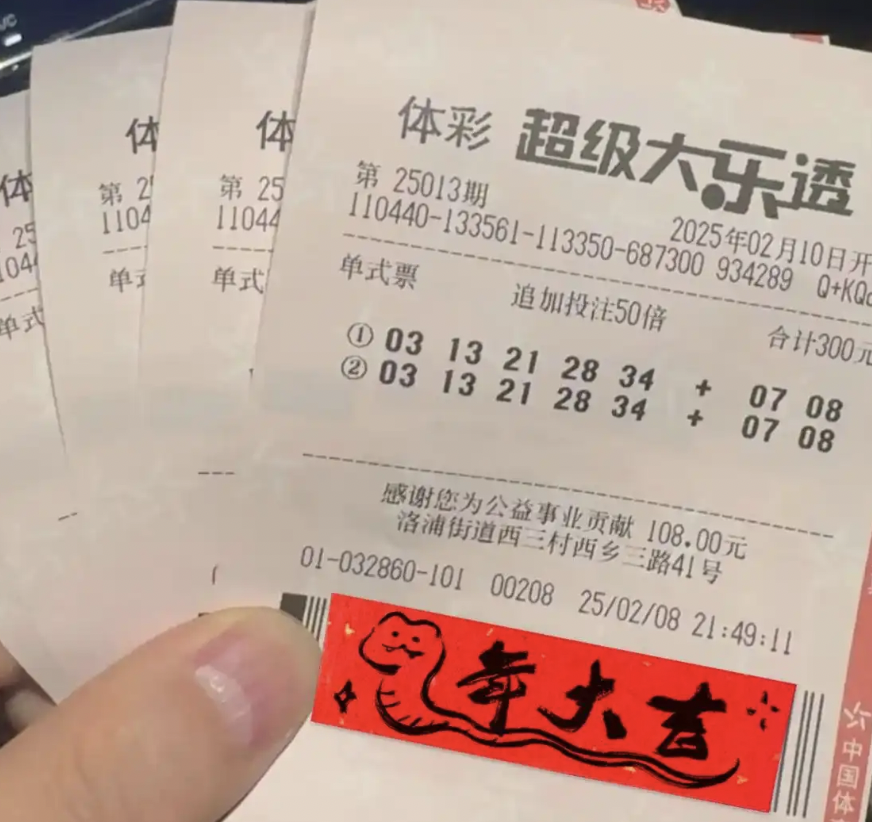 体彩 超级大乐透
第 25013期
2025年02月10日开
110440-133561-113350-687300 934289 Q+KQ
单式票 追加投注50倍 合计300元
① 03 13 21 28 34 + 07 08
② 03 13 21 28 34 + 07 08
感谢您为公益事业贡献 108.00元
洛浦街道西三村西乡三路41号
01-032860-101 00208 25/02/08 21:49:11
年大吉
中国体
体
第 25
11044
单式
体
第 2
1104
单式
体
25
104
单式